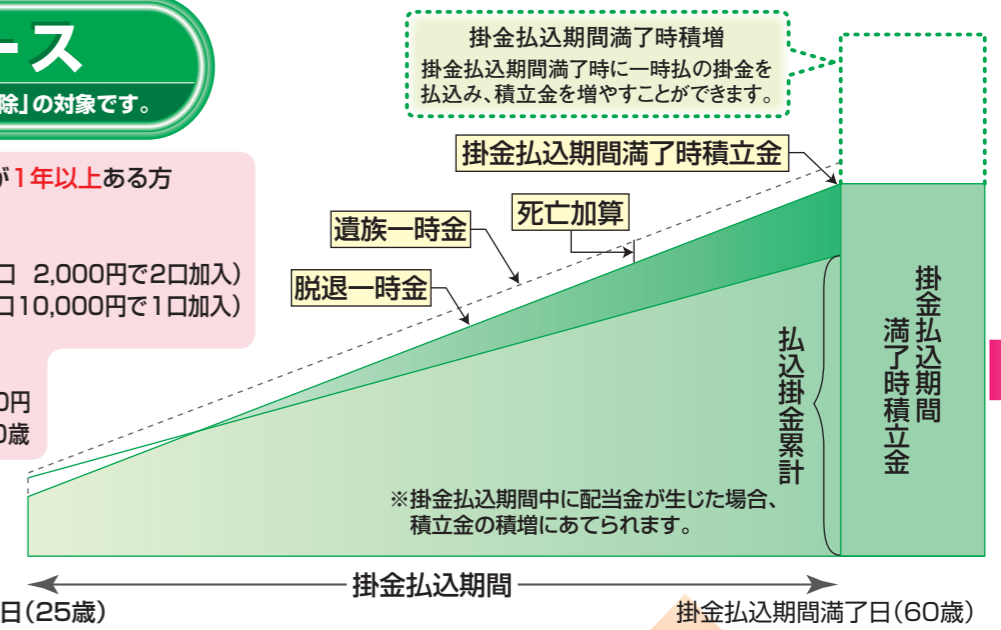 ース
除」の対象です。
が1年以上ある方
口 2,000円で2口加入)
口10,000円で1口加入)
0円
0歳
掛金払込期間満了時積増
掛金払込期間満了時に一時払の掛金を
払込み、積立金を増やすことができます。
掛金払込期間満了時積立金
死亡加算
遺族一時金
脱退一時金
払込掛金累計
掛金払込期間
満了時積立金
※掛金払込期間中に配当金が生じた場合、
積立金の積増にあてられます。
掛金払込期間
日(25歳)
掛金払込期間満了日(60歳)